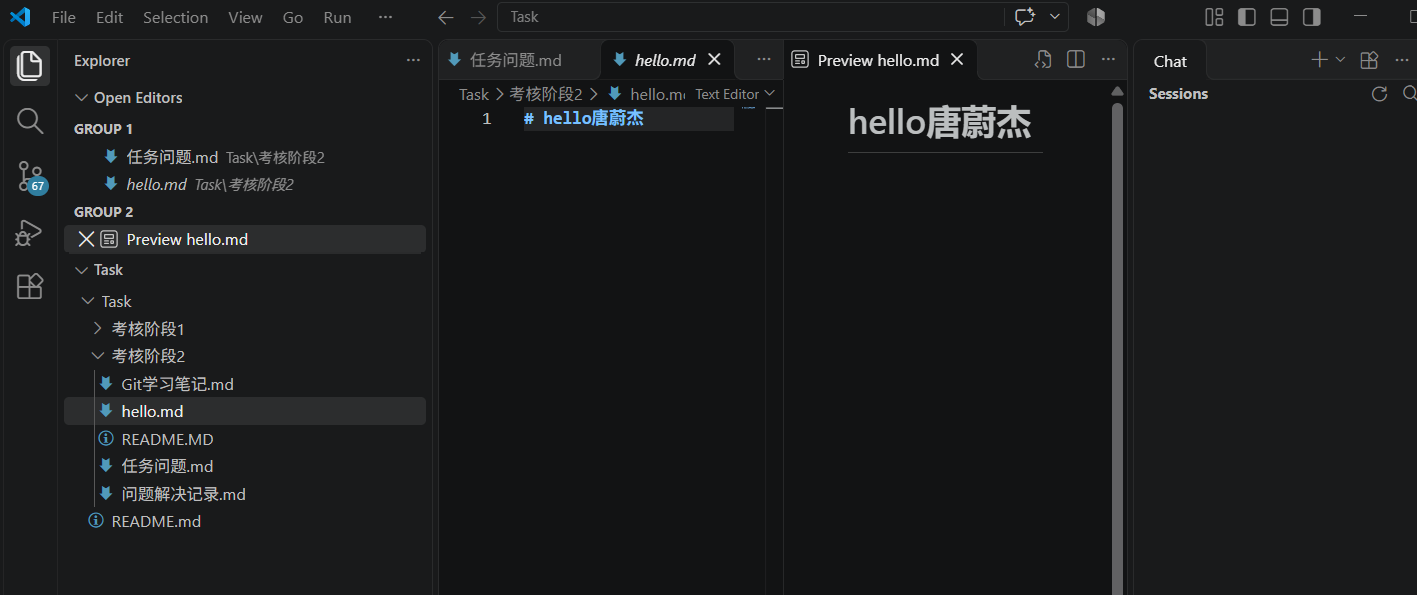 File Edit Selection View Go Run ... Task
Explorer ...
Open Editors
GROUP 1
任务问题.md Task\考核阶段2
hello.md Task\考核阶段2
GROUP 2
Preview hello.md
Task
Task
考核阶段1
考核阶段2
Git学习笔记.md
hello.md
README.MD
任务问题.md
问题解决记录.md
README.md
67
任务问题.md hello.md ...
Task > 考核阶段2 > hello.m Text Editor
1 # hello唐蔚杰
Preview hello.md ...
hello唐蔚杰
Chat ...
Sessions